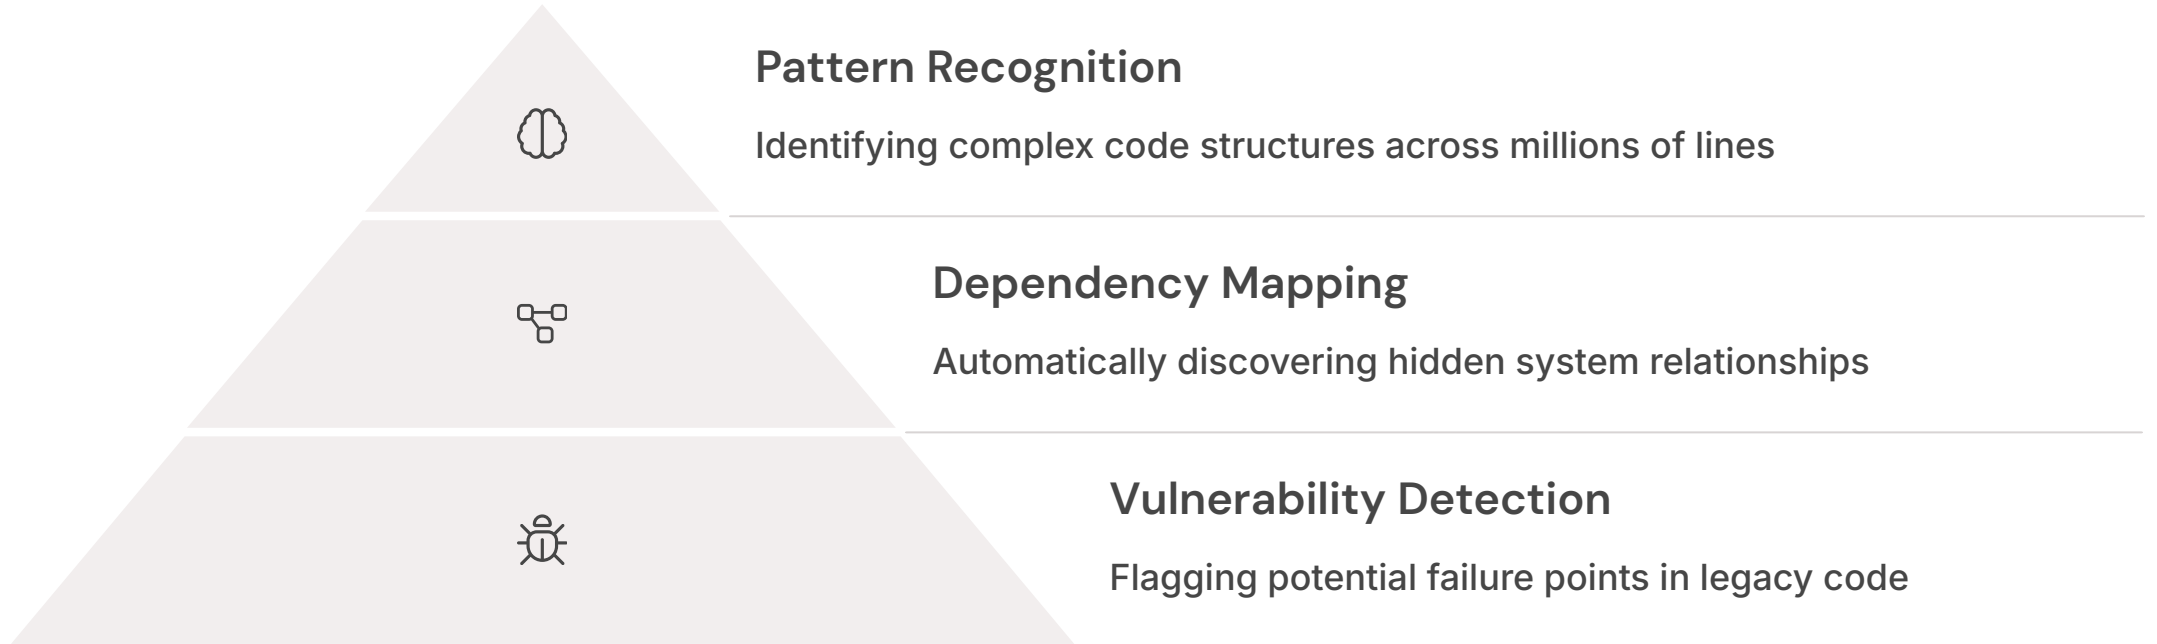 Pattern Recognition
Identifying complex code structures across millions of lines
Dependency Mapping
Automatically discovering hidden system relationships
Vulnerability Detection
Flagging potential failure points in legacy code